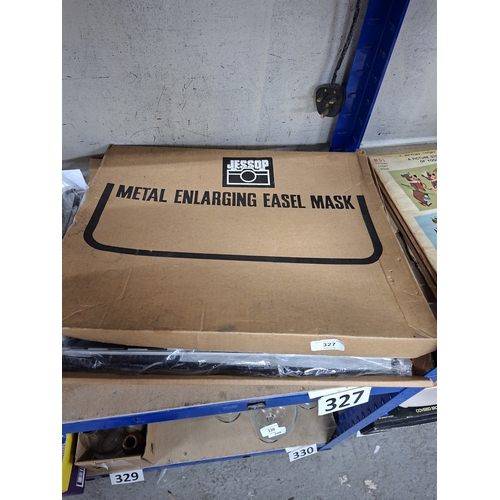 JESSOP
METAL ENLARGING EASEL MASK
327
327
330
329